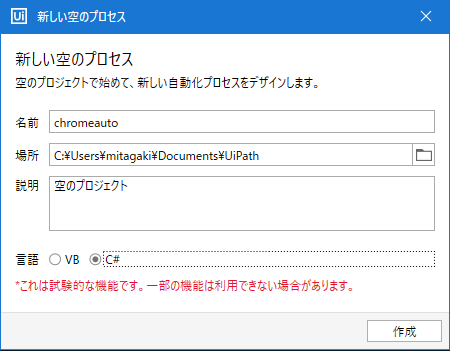 Ui 新しい空のプロセス
新しい空のプロセス
空のプロジェクトで始めて、新しい自動化プロセスをデザインします。
名前 chromeauto
場所 C:¥Users¥mitagaki¥Documents¥UiPath
説明 空のプロジェクト
言語 VB C#
*これは試験的な機能です。一部の機能は利用できない場合があります。
作成